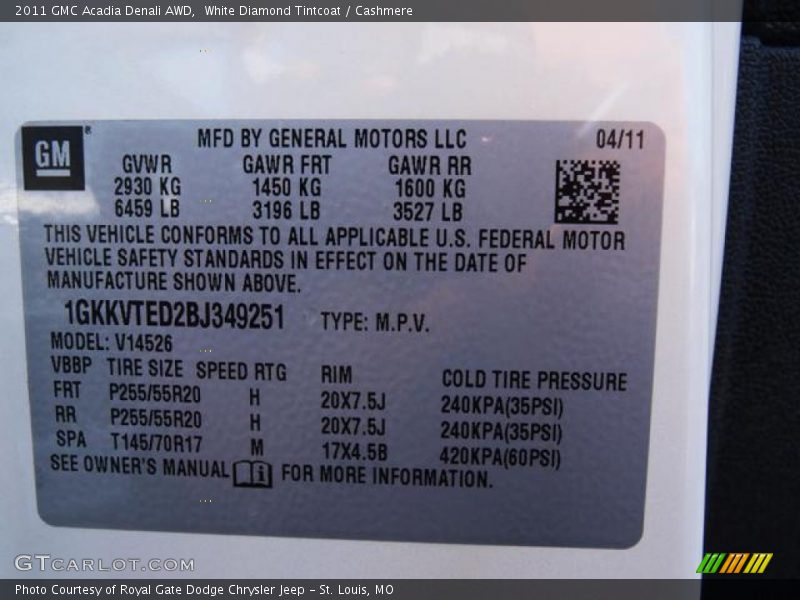 2011 GMC Acadia Denali AWD, White Diamond Tintcoat / Cashmere
GM
MFD BY GENERAL MOTORS LLC 04/11
GVWR GAWR FRT GAWR RR
2930 KG 1450 KG 1600 KG
6459 LB 3196 LB 3527 LB
THIS VEHICLE CONFORMS TO ALL APPLICABLE U.S. FEDERAL MOTOR
VEHICLE SAFETY STANDARDS IN EFFECT ON THE DATE OF
MANUFACTURE SHOWN ABOVE.
1GKKVTED2BJ349251 TYPE: M.P.V.
MODEL: V14526
VBBP TIRE SIZE SPEED RTG RIM COLD TIRE PRESSURE
FRT P255/55R20 H 20X7.5J 240KPA(35PSI)
RR P255/55R20 H 20X7.5J 240KPA(35PSI)
SPA T145/70R17 M 17X4.5B 420KPA(60PSI)
SEE OWNER'S MANUAL i FOR MORE INFORMATION.
GTCARLOT.COM
Photo Courtesy of Royal Gate Dodge Chrysler Jeep - St. Louis, MO